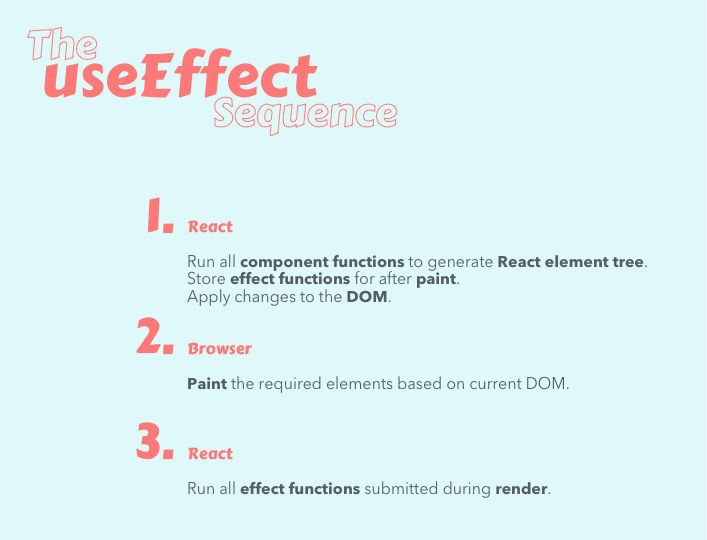 The
useEffect
Sequence
1. React
Run all component functions to generate React element tree.
Store effect functions for after paint.
Apply changes to the DOM.
2. Browser
Paint the required elements based on current DOM.
3. React
Run all effect functions submitted during render.